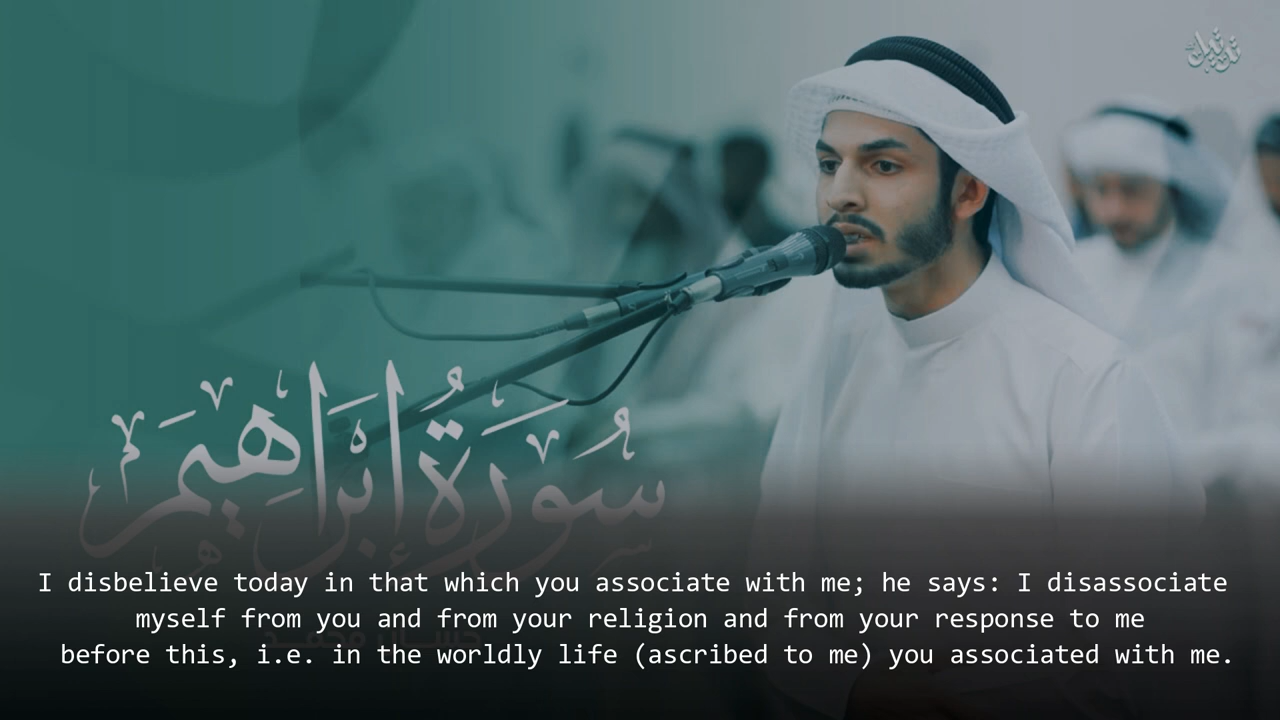 ترتيل
سُورَةُ إِبرَاهِيمَ
I disbelieve today in that which you associate with me; he says: I disassociate
myself from you and from your religion and from your response to me
before this, i.e. in the worldly life (ascribed to me) you associated with me.